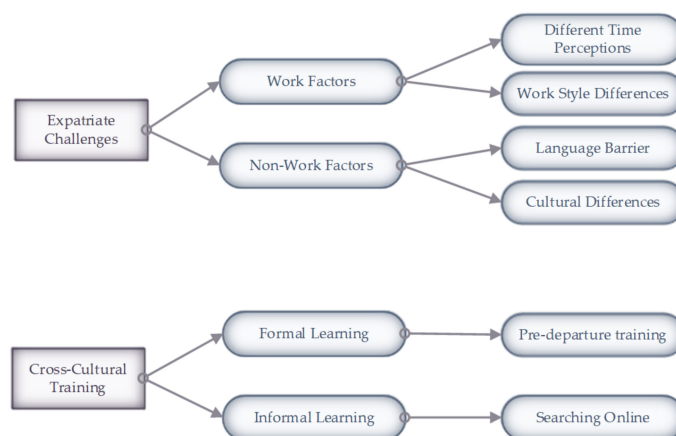 Different Time
Perceptions
Work Factors
Work Style Differences
Expatriate
Challenges
Language Barrier
Non-Work Factors
Cultural Differences
Formal Learning
Pre-departure training
Cross-Cultural
Training
Informal Learning
Searching Online